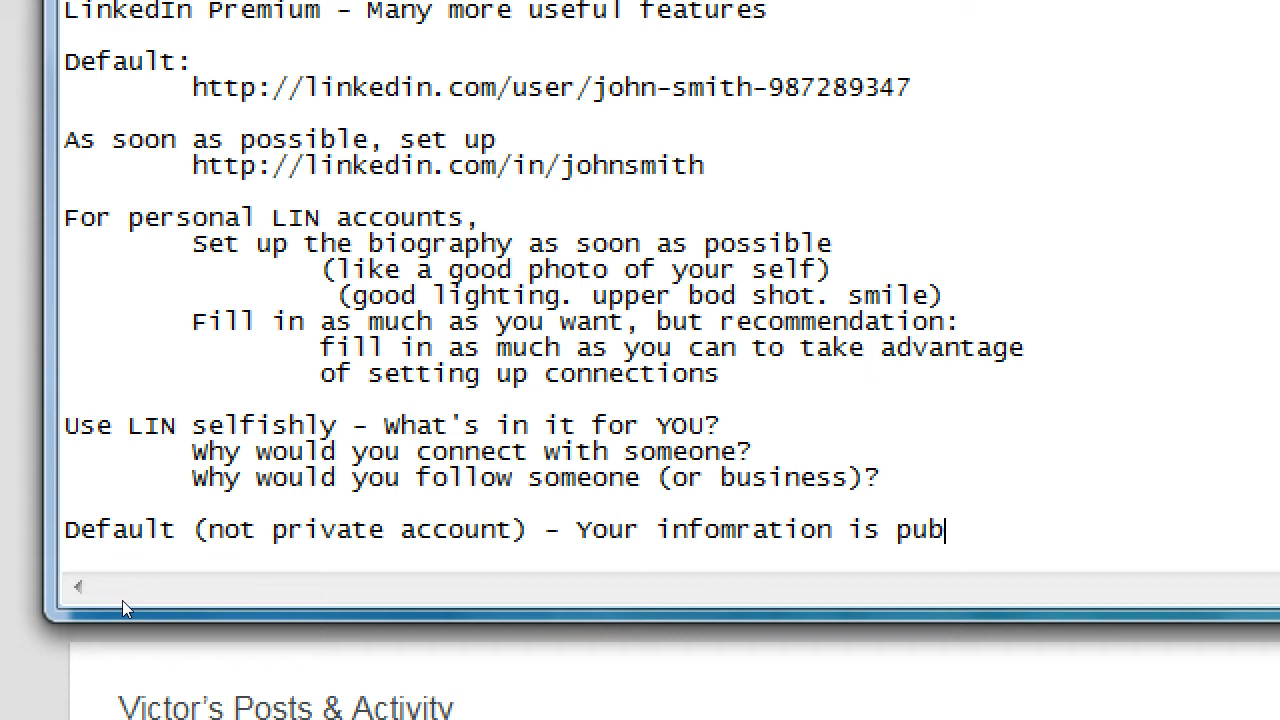 LinkedIn Premium - Many more useful features
Default:
http://linkedin.com/user/john-smith-987289347
As soon as possible, set up
http://linkedin.com/in/johnsmith
For personal LIN accounts,
Set up the biography as soon as possible
(like a good photo of your self)
(good lighting. upper bod shot. smile)
Fill in as much as you want, but recommendation:
fill in as much as you can to take advantage
of setting up connections
Use LIN selfishly - What's in it for YOU?
Why would you connect with someone?
Why would you follow someone (or business)?
Default (not private account) - Your infomration is pub
Victor's Posts & Activity